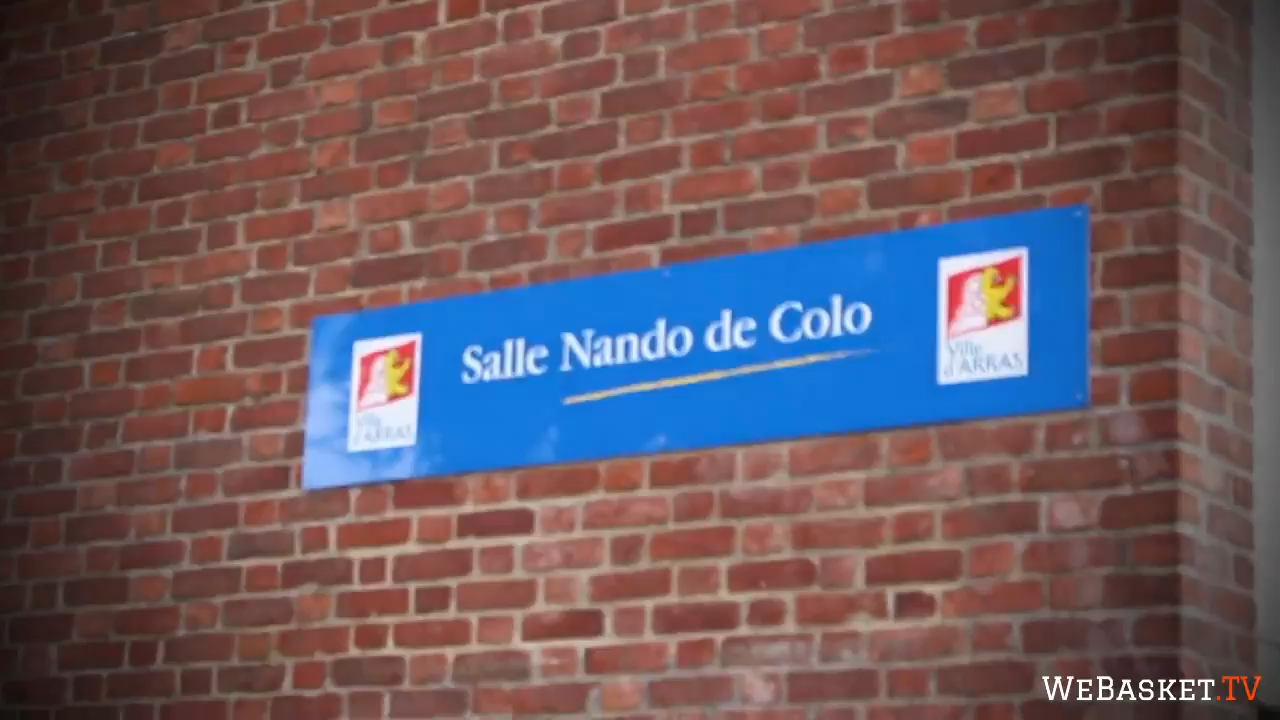 Salle Nando de Colo
Ville
d'ARRAS
Ville
d'ARRAS
WEBASKET.TV